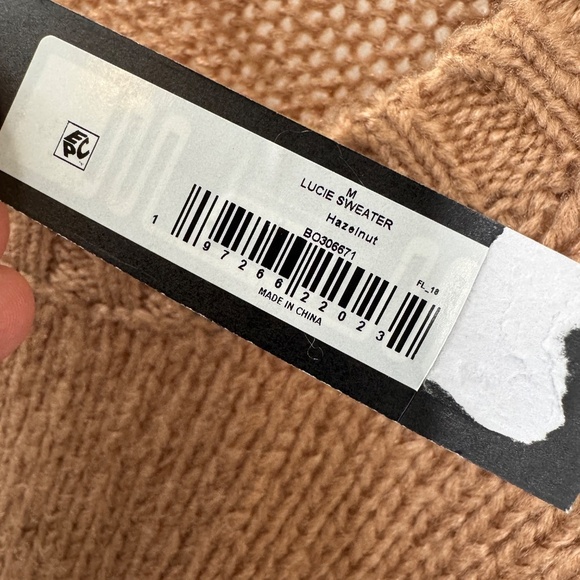 EPC
M
LUCIE SWEATER
Hazelnut
BO306671
FL_18
1 97266 22023
MADE IN CHINA